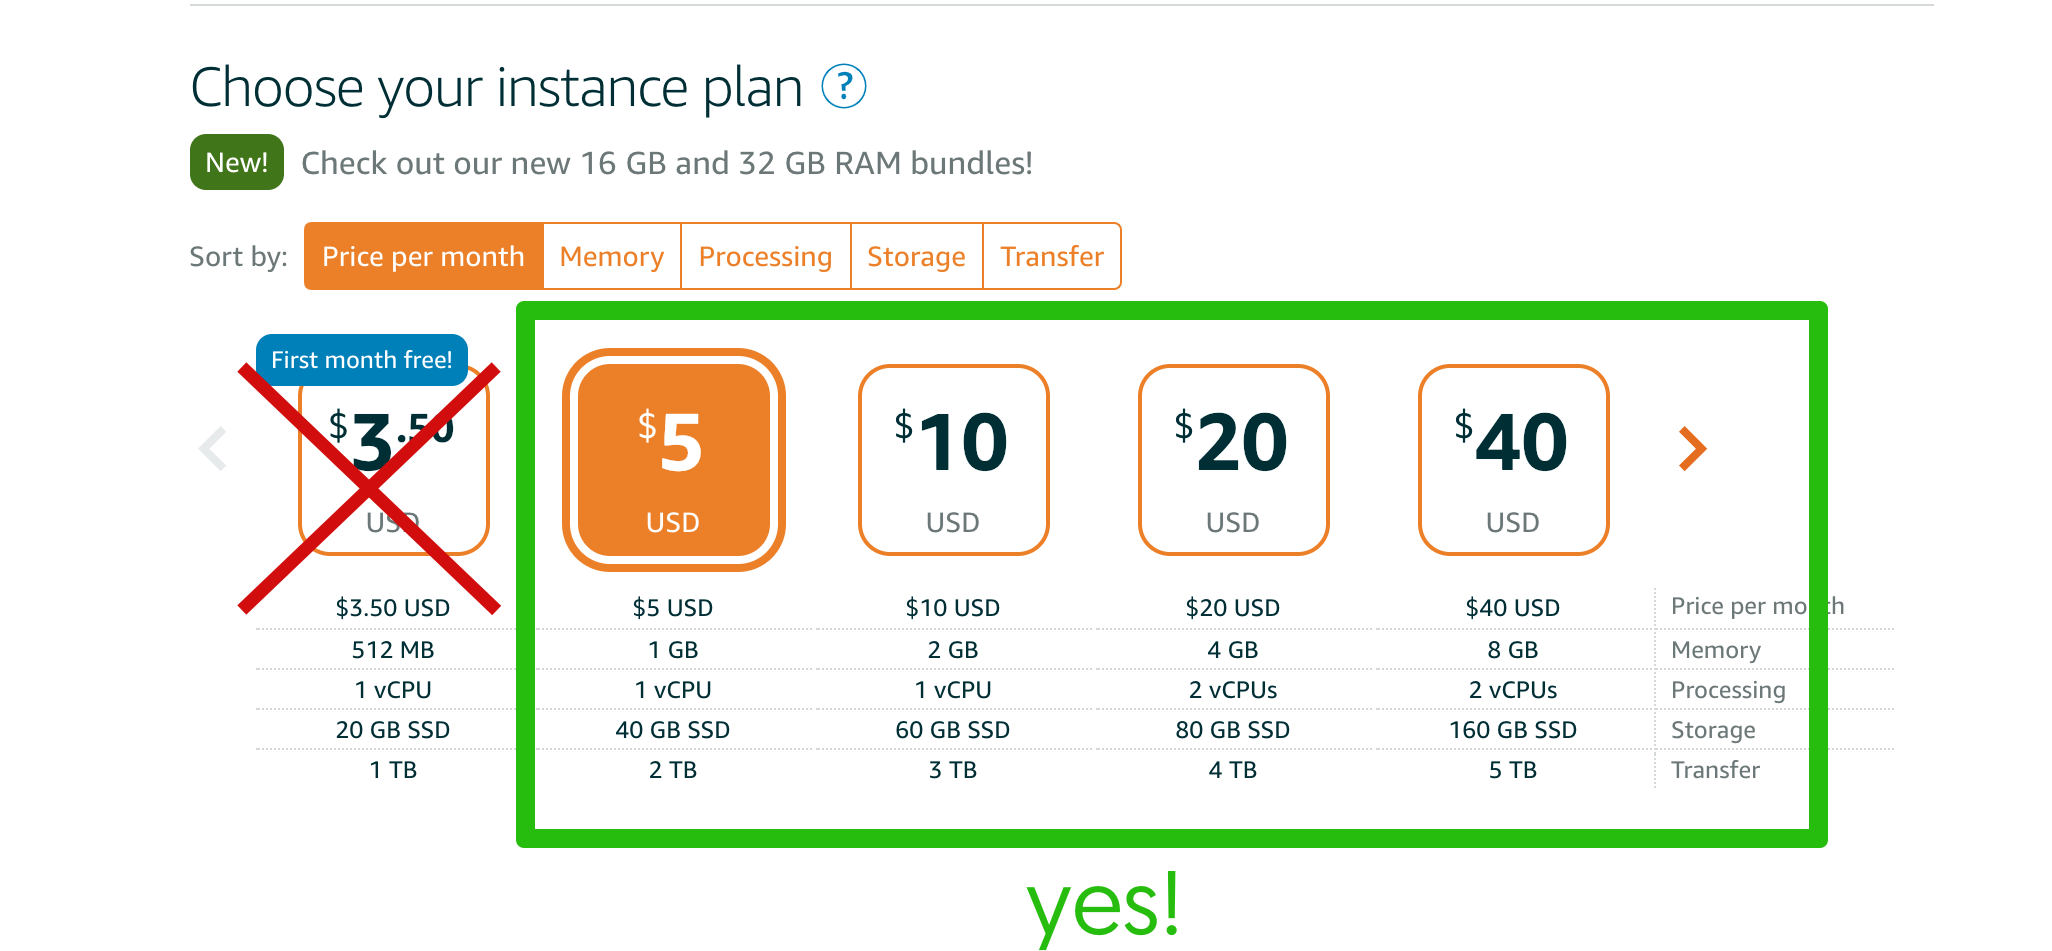 Choose your instance plan ?
New! Check out our new 16 GB and 32 GB RAM bundles!
Sort by: Price per month Memory Processing Storage Transfer
First month free!
$3.50 $5 $10 $20 $40
USD USD USD USD USD
$3.50 USD $5 USD $10 USD $20 USD $40 USD Price per month
512 MB 1 GB 2 GB 4 GB 8 GB Memory
1 vCPU 1 vCPU 1 vCPU 2 vCPUs 2 vCPUs Processing
20 GB SSD 40 GB SSD 60 GB SSD 80 GB SSD 160 GB SSD Storage
1 TB 2 TB 3 TB 4 TB 5 TB Transfer
yes!